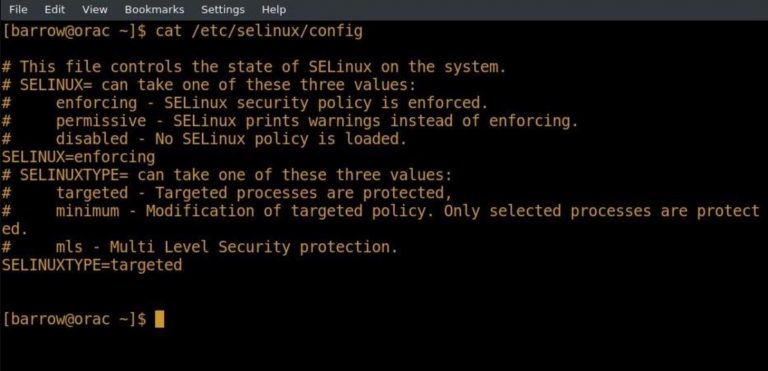 File Edit View Bookmarks Settings Help
[barrow@orac ~]$ cat /etc/selinux/config
# This file controls the state of SELinux on the system.
# SELINUX= can take one of these three values:
#     enforcing - SELinux security policy is enforced.
#     permissive - SELinux prints warnings instead of enforcing.
#     disabled - No SELinux policy is loaded.
SELINUX=enforcing
# SELINUXTYPE= can take one of these three values:
#     targeted - Targeted processes are protected,
#     minimum - Modification of targeted policy. Only selected processes are protect
ed.
#     mls - Multi Level Security protection.
SELINUXTYPE=targeted
[barrow@orac ~]$